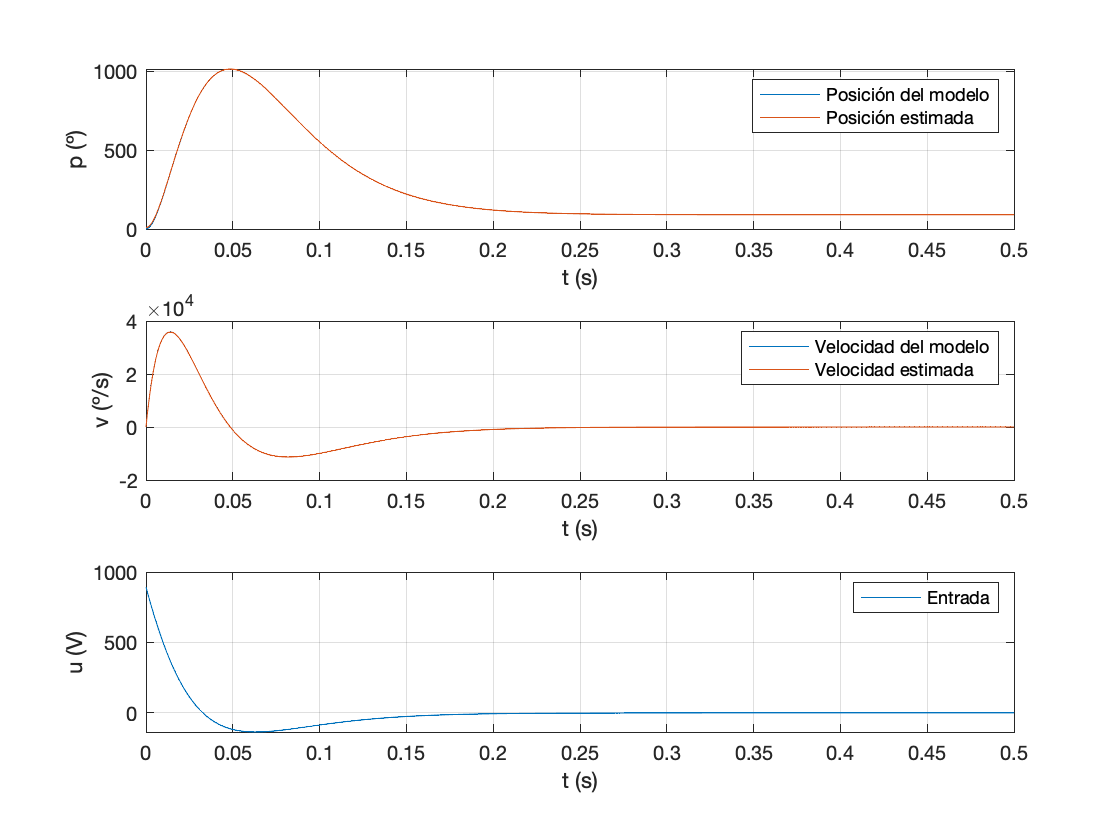 1000
500
0
p (º)
Posición del modelo
Posición estimada
0 0.05 0.1 0.15 0.2 0.25 0.3 0.35 0.4 0.45 0.5
t (s)
×10⁴
4
2
0
-2
v (º/s)
Velocidad del modelo
Velocidad estimada
0 0.05 0.1 0.15 0.2 0.25 0.3 0.35 0.4 0.45 0.5
t (s)
1000
500
0
u (V)
Entrada
0 0.05 0.1 0.15 0.2 0.25 0.3 0.35 0.4 0.45 0.5
t (s)